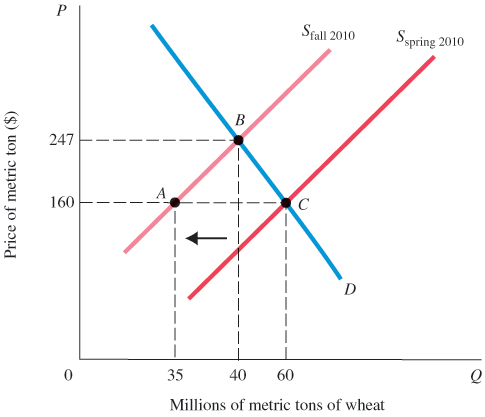 P
S fall 2010
S spring 2010
B
247
A
160
C
D
0
35
40
60
Q
Price of metric ton ($)
Millions of metric tons of wheat